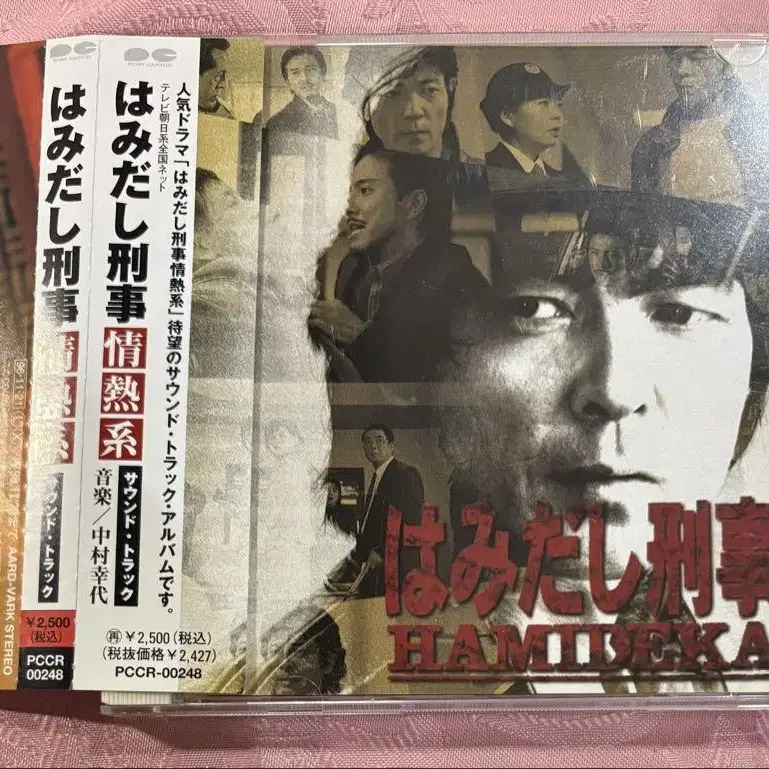 PONY CANYON
はみだし刑事
情熱系
サウンド・トラック
¥2,500
(税込)
PCCR
00248
AARD-VARK STEREO
PONY CANYON
テレビ朝日系全国ネット
人気ドラマ「はみだし刑事情熱系」待望のサウンド・トラック・アルバムです。
はみだし刑事
情熱系
サウンド・トラック
音楽/中村幸代
再¥2,500(税込)
(税抜価格¥2,427)
PCCR-00248
はみだし刑事
HAMIDEKA